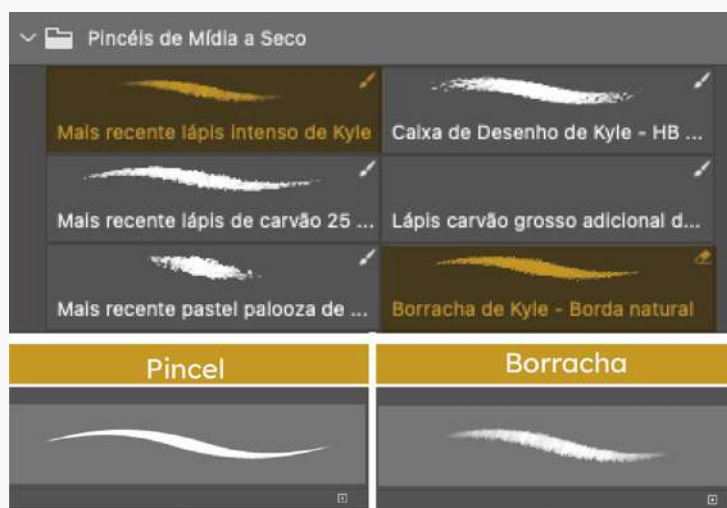 Pincéis de Mídia a Seco
Mais recente lápis intenso de Kyle
Caixa de Desenho de Kyle - HB ...
Mais recente lápis de carvão 25 ...
Lápis carvão grosso adicional d...
Mais recente pastel palooza de ...
Borracha de Kyle - Borda natural
Pincel
Borracha